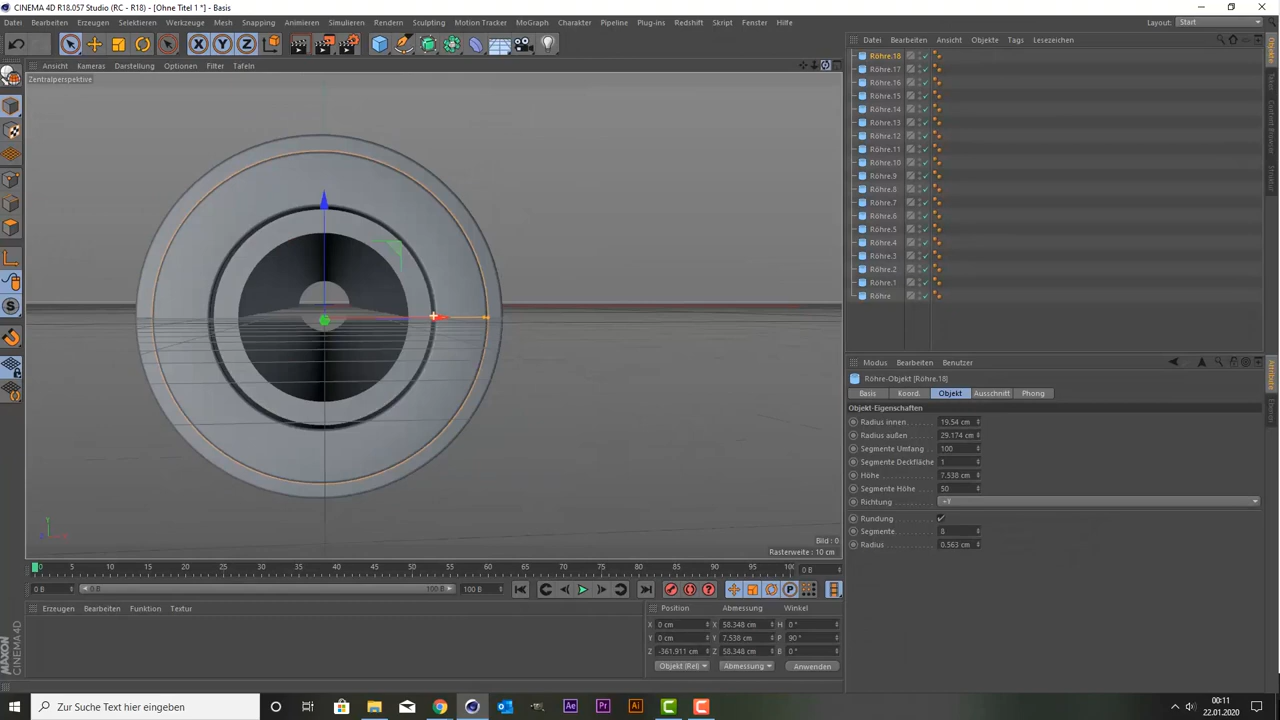 CINEMA 4D R18.057 Studio (RC - R18) - [Ohne Titel 1 *] - Basis
Datei Bearbeiten Erzeugen Selektieren Werkzeuge Mesh Snapping Animieren Simulieren Rendern Sculpting Motion Tracker MoGraph Charakter Pipeline Plug-ins Redshift Skript Fenster Hilfe Layout: Start
X Y Z
Ansicht Kameras Darstellung Optionen Filter Tafeln
Datei Bearbeiten Ansicht Objekte Tags Lesezeichen
Zentralperspektive
Röhre.18
Röhre.17
Röhre.16
Röhre.15
Röhre.14
Röhre.13
Röhre.12
Röhre.11
Röhre.10
Röhre.9
Röhre.8
Röhre.7
Röhre.6
Röhre.5
Röhre.4
Röhre.3
Röhre.2
Röhre.1
Röhre
Objekte
Content Browser
Struktur
Modus Bearbeiten Benutzer
Röhre-Objekt [Röhre.18]
Basis Koord. Objekt Ausschnitt Phong
Objekt-Eigenschaften
Radius innen 19.54 cm
Radius außen 29.174 cm
Segmente Umfang 100
Segmente Deckfläche 1
Höhe 7.538 cm
Segmente Höhe 50
Richtung +Y
Rundung
Segmente 8
Radius 0.563 cm
Attribute
Ebenen
Y
Bild : 0
Rasterweite : 10 cm
0 5 10 15 20 25 30 35 40 45 50 55 60 65 70 75 80 85 90 95 0 B
0 B 0 B 100 B 100 B
Erzeugen Bearbeiten Funktion Textur
Position Abmessung Winkel
X 0 cm X 58.348 cm H 0 °
Y 0 cm Y 7.538 cm P 90 °
Z -361.911 cm Z 58.348 cm B 0 °
Objekt (Rel) Abmessung Anwenden
MAXON
CINEMA 4D
Zur Suche Text hier eingeben
Ae Pr Ai
00:11
22.01.2020